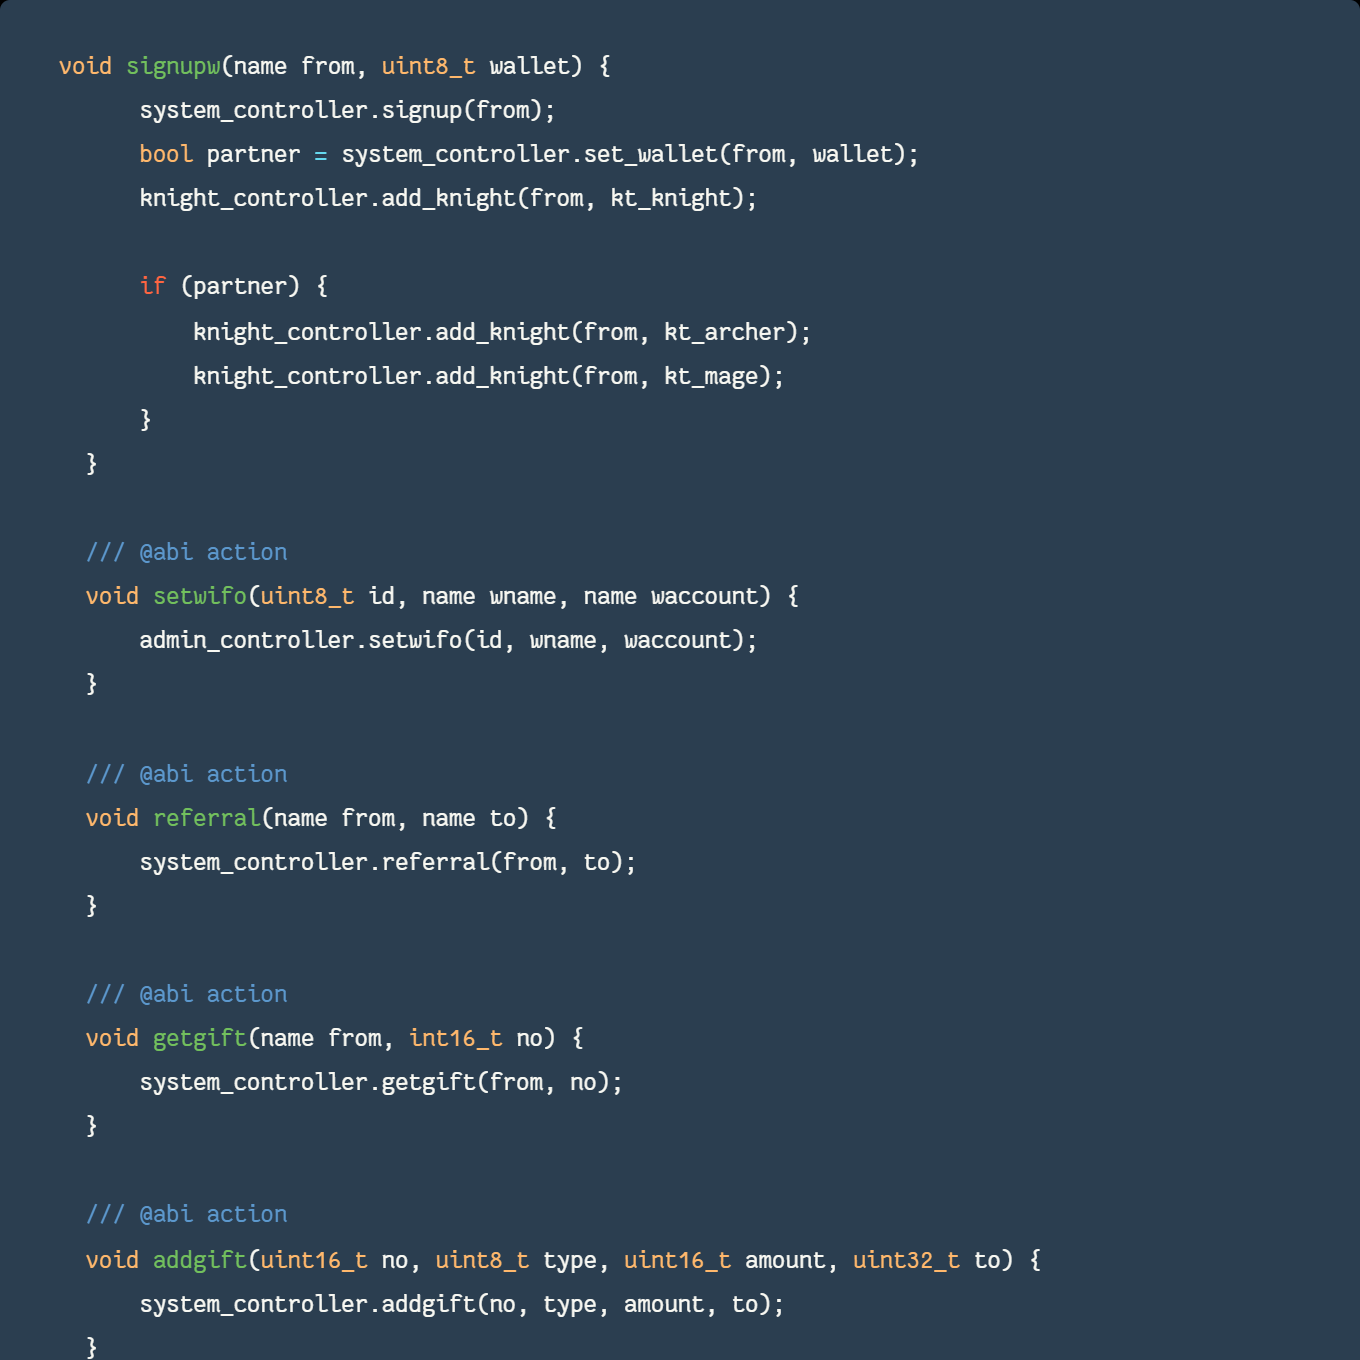 void signupw(name from, uint8_t wallet) {
system_controller.signup(from);
bool partner = system_controller.set_wallet(from, wallet);
knight_controller.add_knight(from, kt_knight);
if (partner) {
knight_controller.add_knight(from, kt_archer);
knight_controller.add_knight(from, kt_mage);
}
}
/// @abi action
void setwifo(uint8_t id, name wname, name waccount) {
admin_controller.setwifo(id, wname, waccount);
}
/// @abi action
void referral(name from, name to) {
system_controller.referral(from, to);
}
/// @abi action
void getgift(name from, int16_t no) {
system_controller.getgift(from, no);
}
/// @abi action
void addgift(uint16_t no, uint8_t type, uint16_t amount, uint32_t to) {
system_controller.addgift(no, type, amount, to);
}